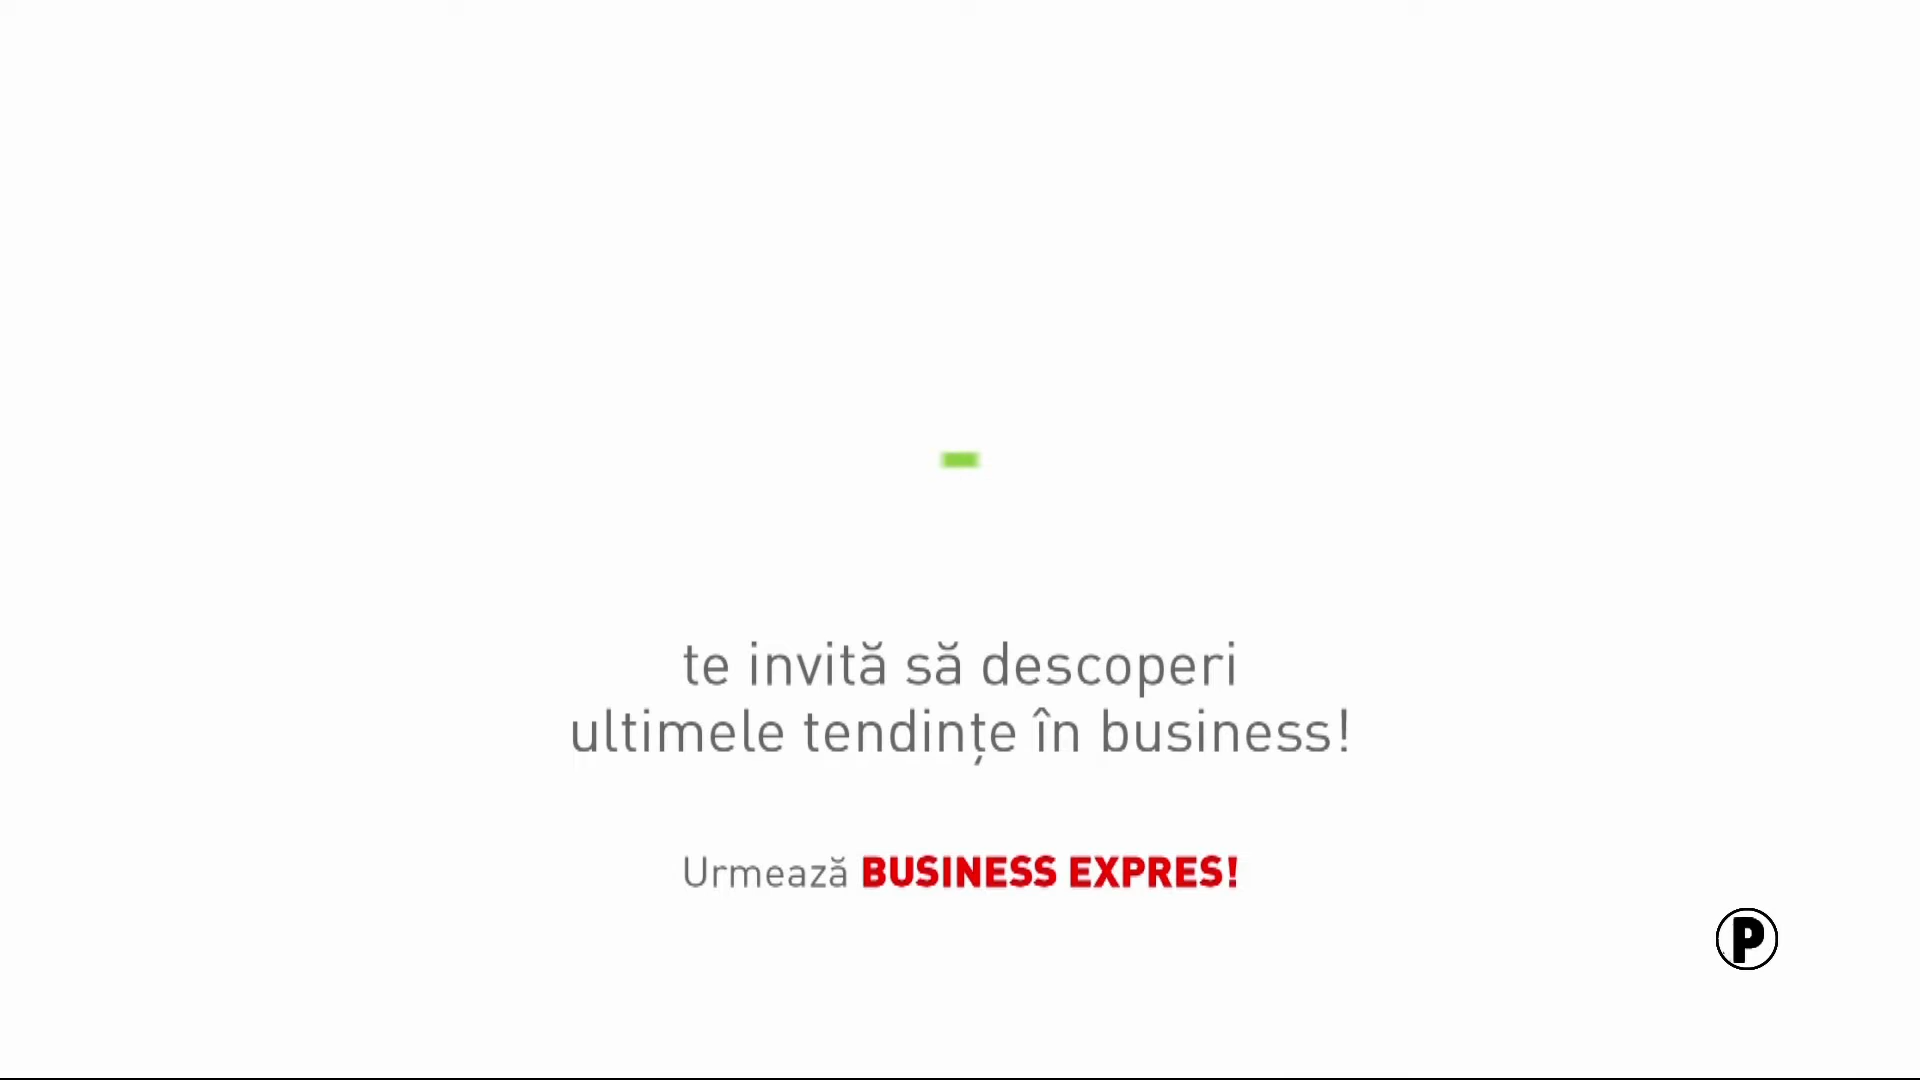 te invită să descoperi
ultimele tendințe în business!
Urmează BUSINESS EXPRES!
P